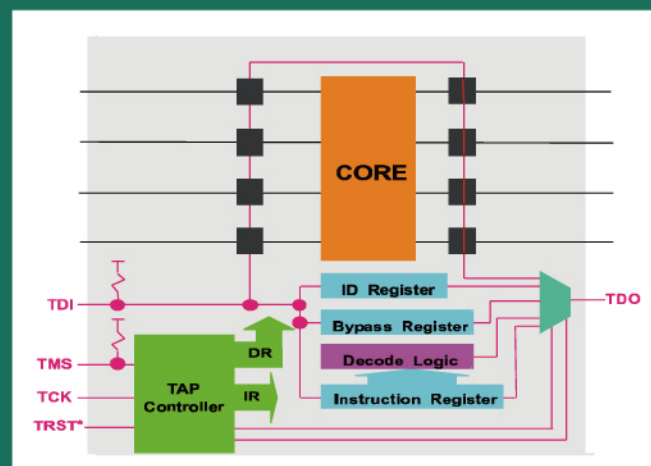 CORE
TDI
ID Register
TDO
Bypass Register
DR
TMS
Decode Logic
TAP
Controller
TCK
IR
Instruction Register
TRST*